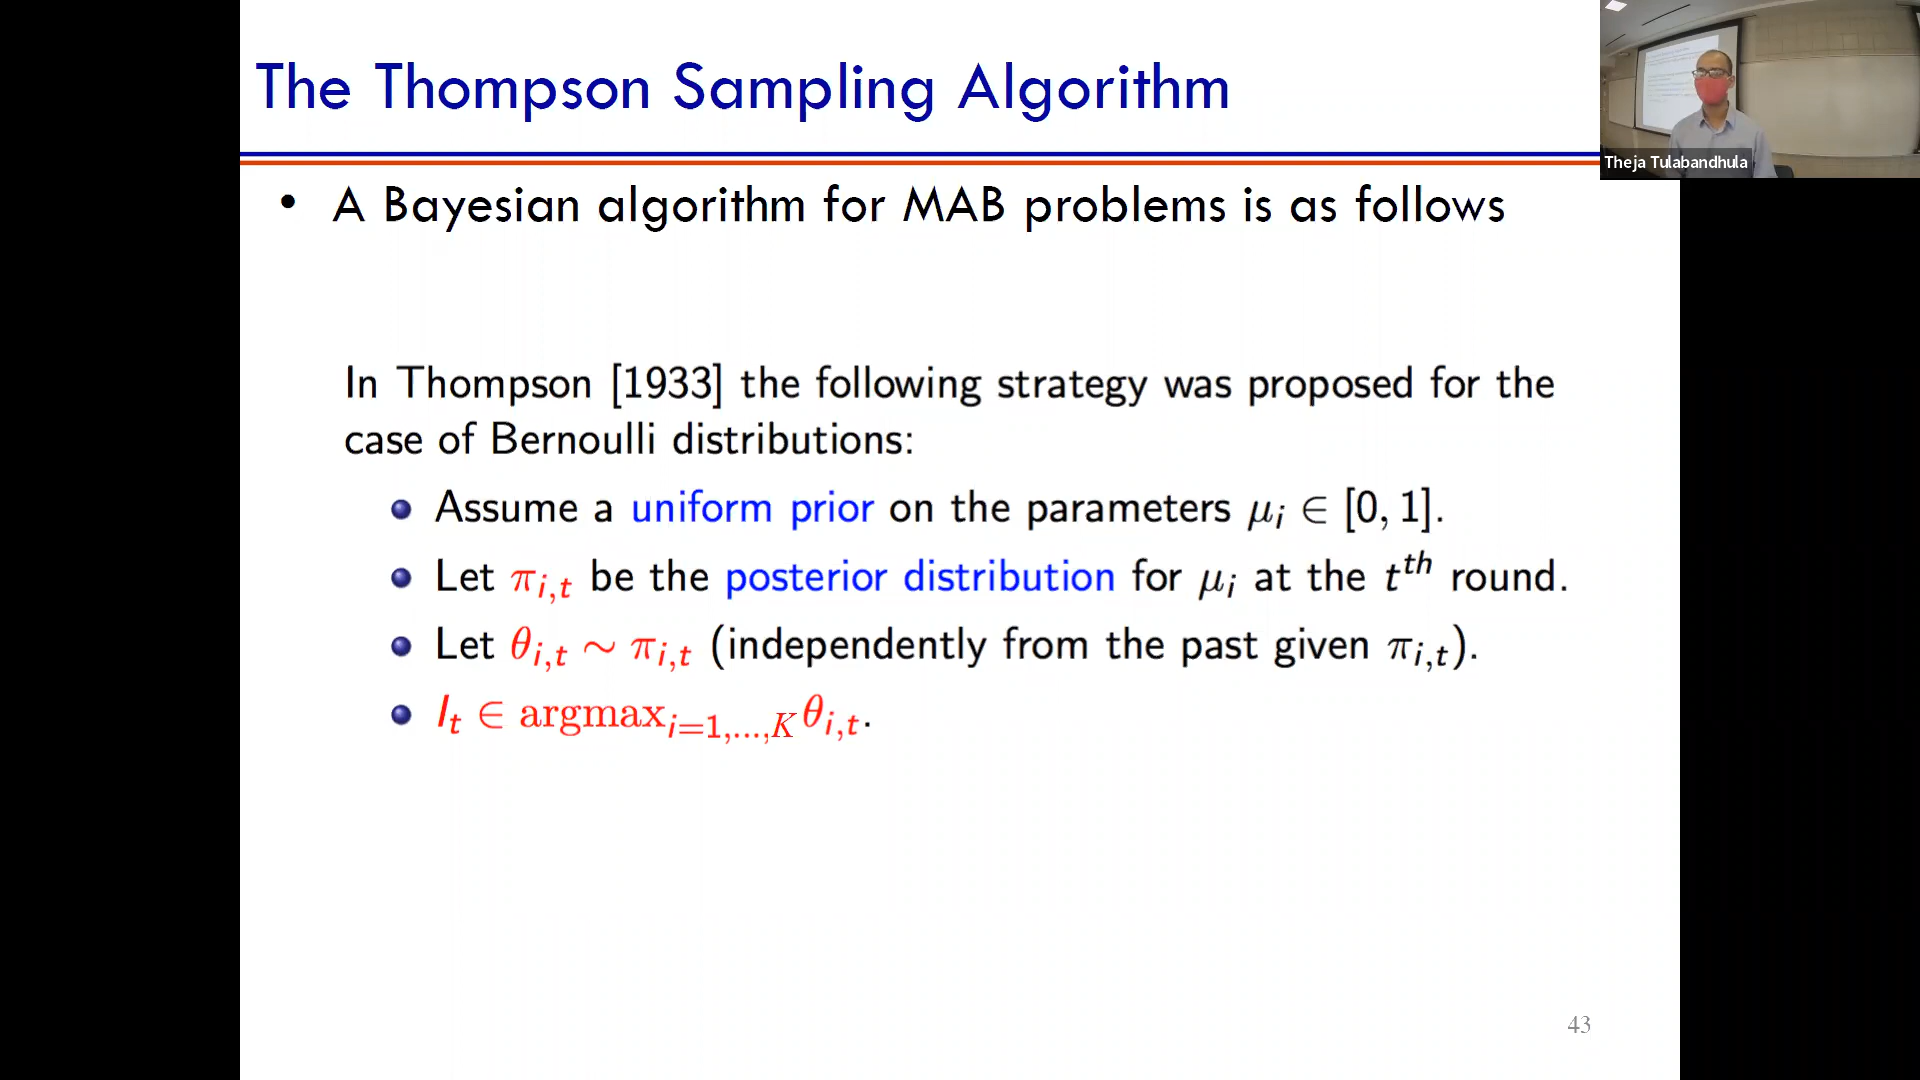 The Thompson Sampling Algorithm
Theja Tulabandhula
• A Bayesian algorithm for MAB problems is as follows
In Thompson [1933] the following strategy was proposed for the
case of Bernoulli distributions:
Assume a uniform prior on the parameters μ_i ∈ [0, 1].
Let π_{i,t} be the posterior distribution for μ_i at the t^{th} round.
Let θ_{i,t} ∼ π_{i,t} (independently from the past given π_{i,t}).
I_t ∈ argmax_{i=1,...,K} θ_{i,t}.
43